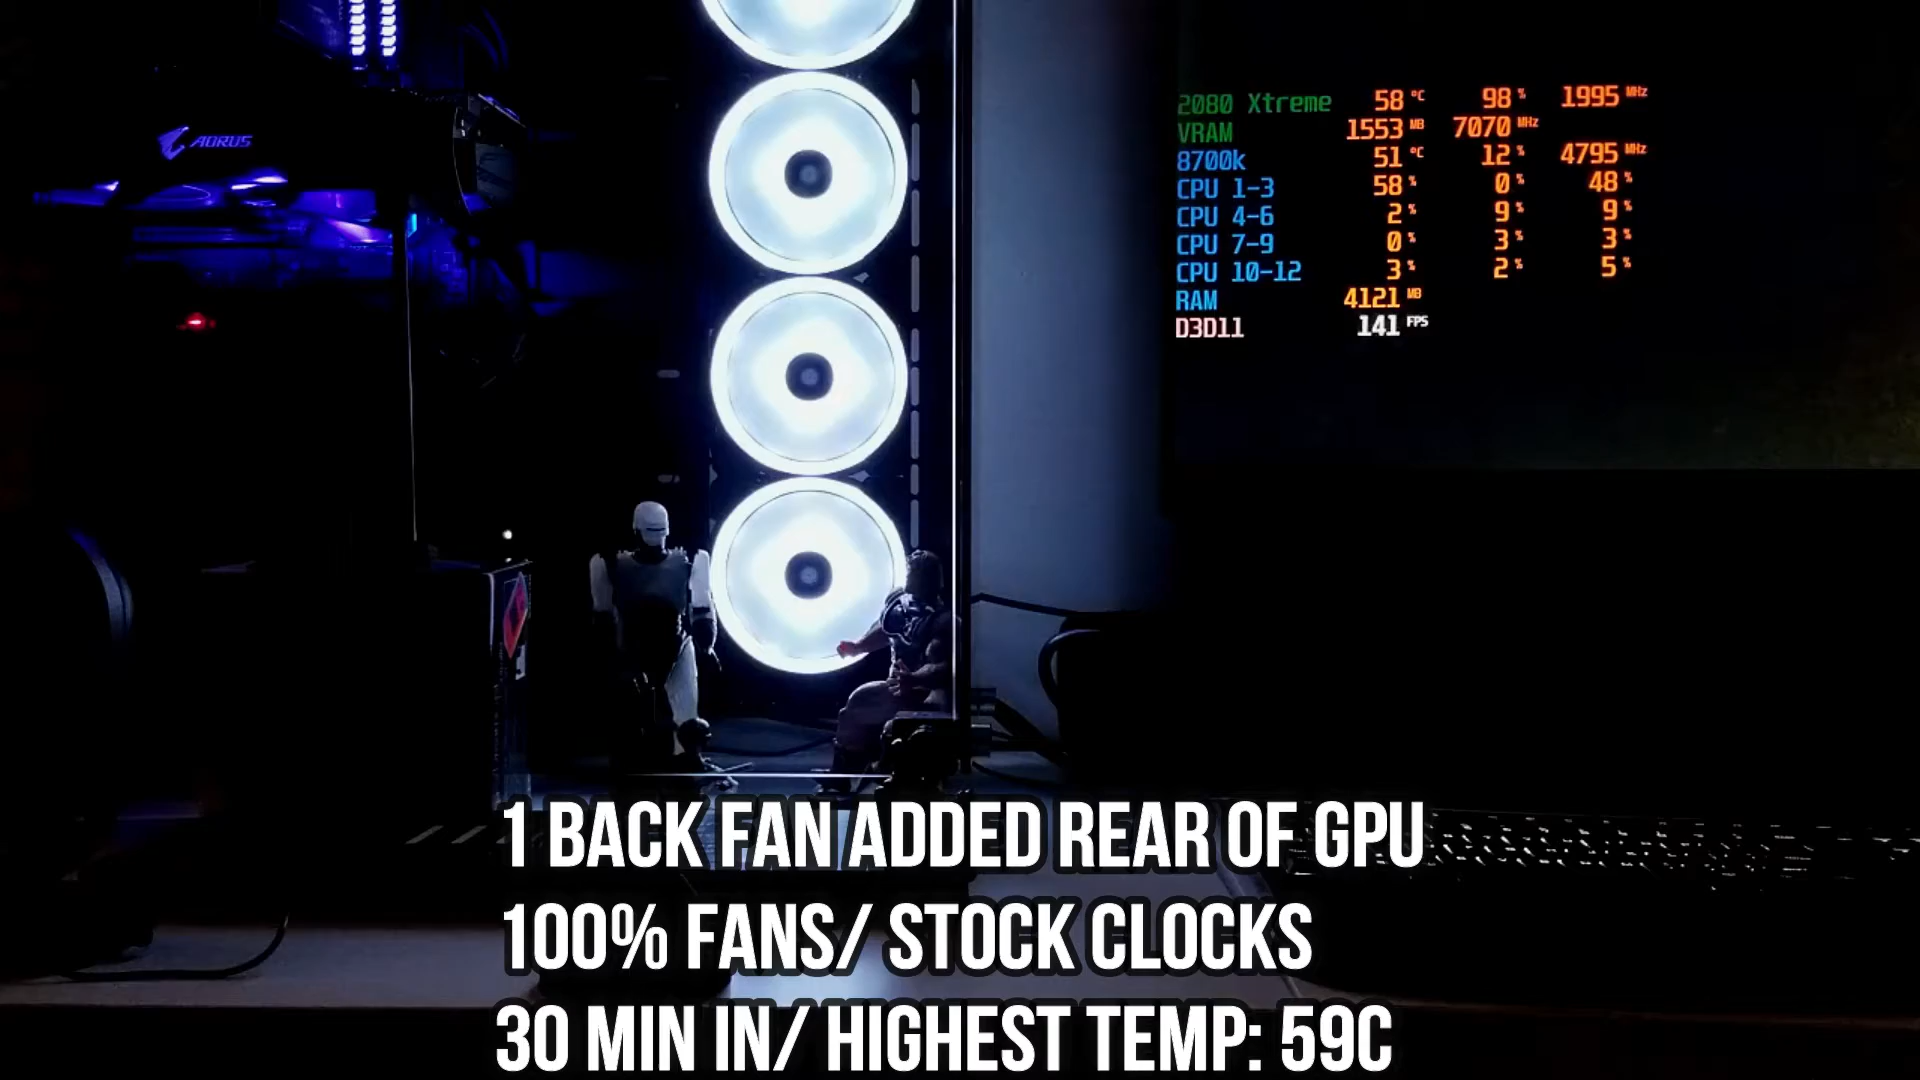 AORUS
2080 Xtreme 58 °C 98 % 1995 MHz
VRAM 1553 MB 7070 MHz
8700k 51 °C 12 % 4795 MHz
CPU 1-3 58 % 0 % 48 %
CPU 4-6 2 % 9 % 9 %
CPU 7-9 0 % 3 % 3 %
CPU 10-12 3 % 2 % 5 %
RAM 4121 MB
D3D11 141 FPS
1 BACK FAN ADDED REAR OF GPU
100% FANS/ STOCK CLOCKS
30 MIN IN/ HIGHEST TEMP: 59C